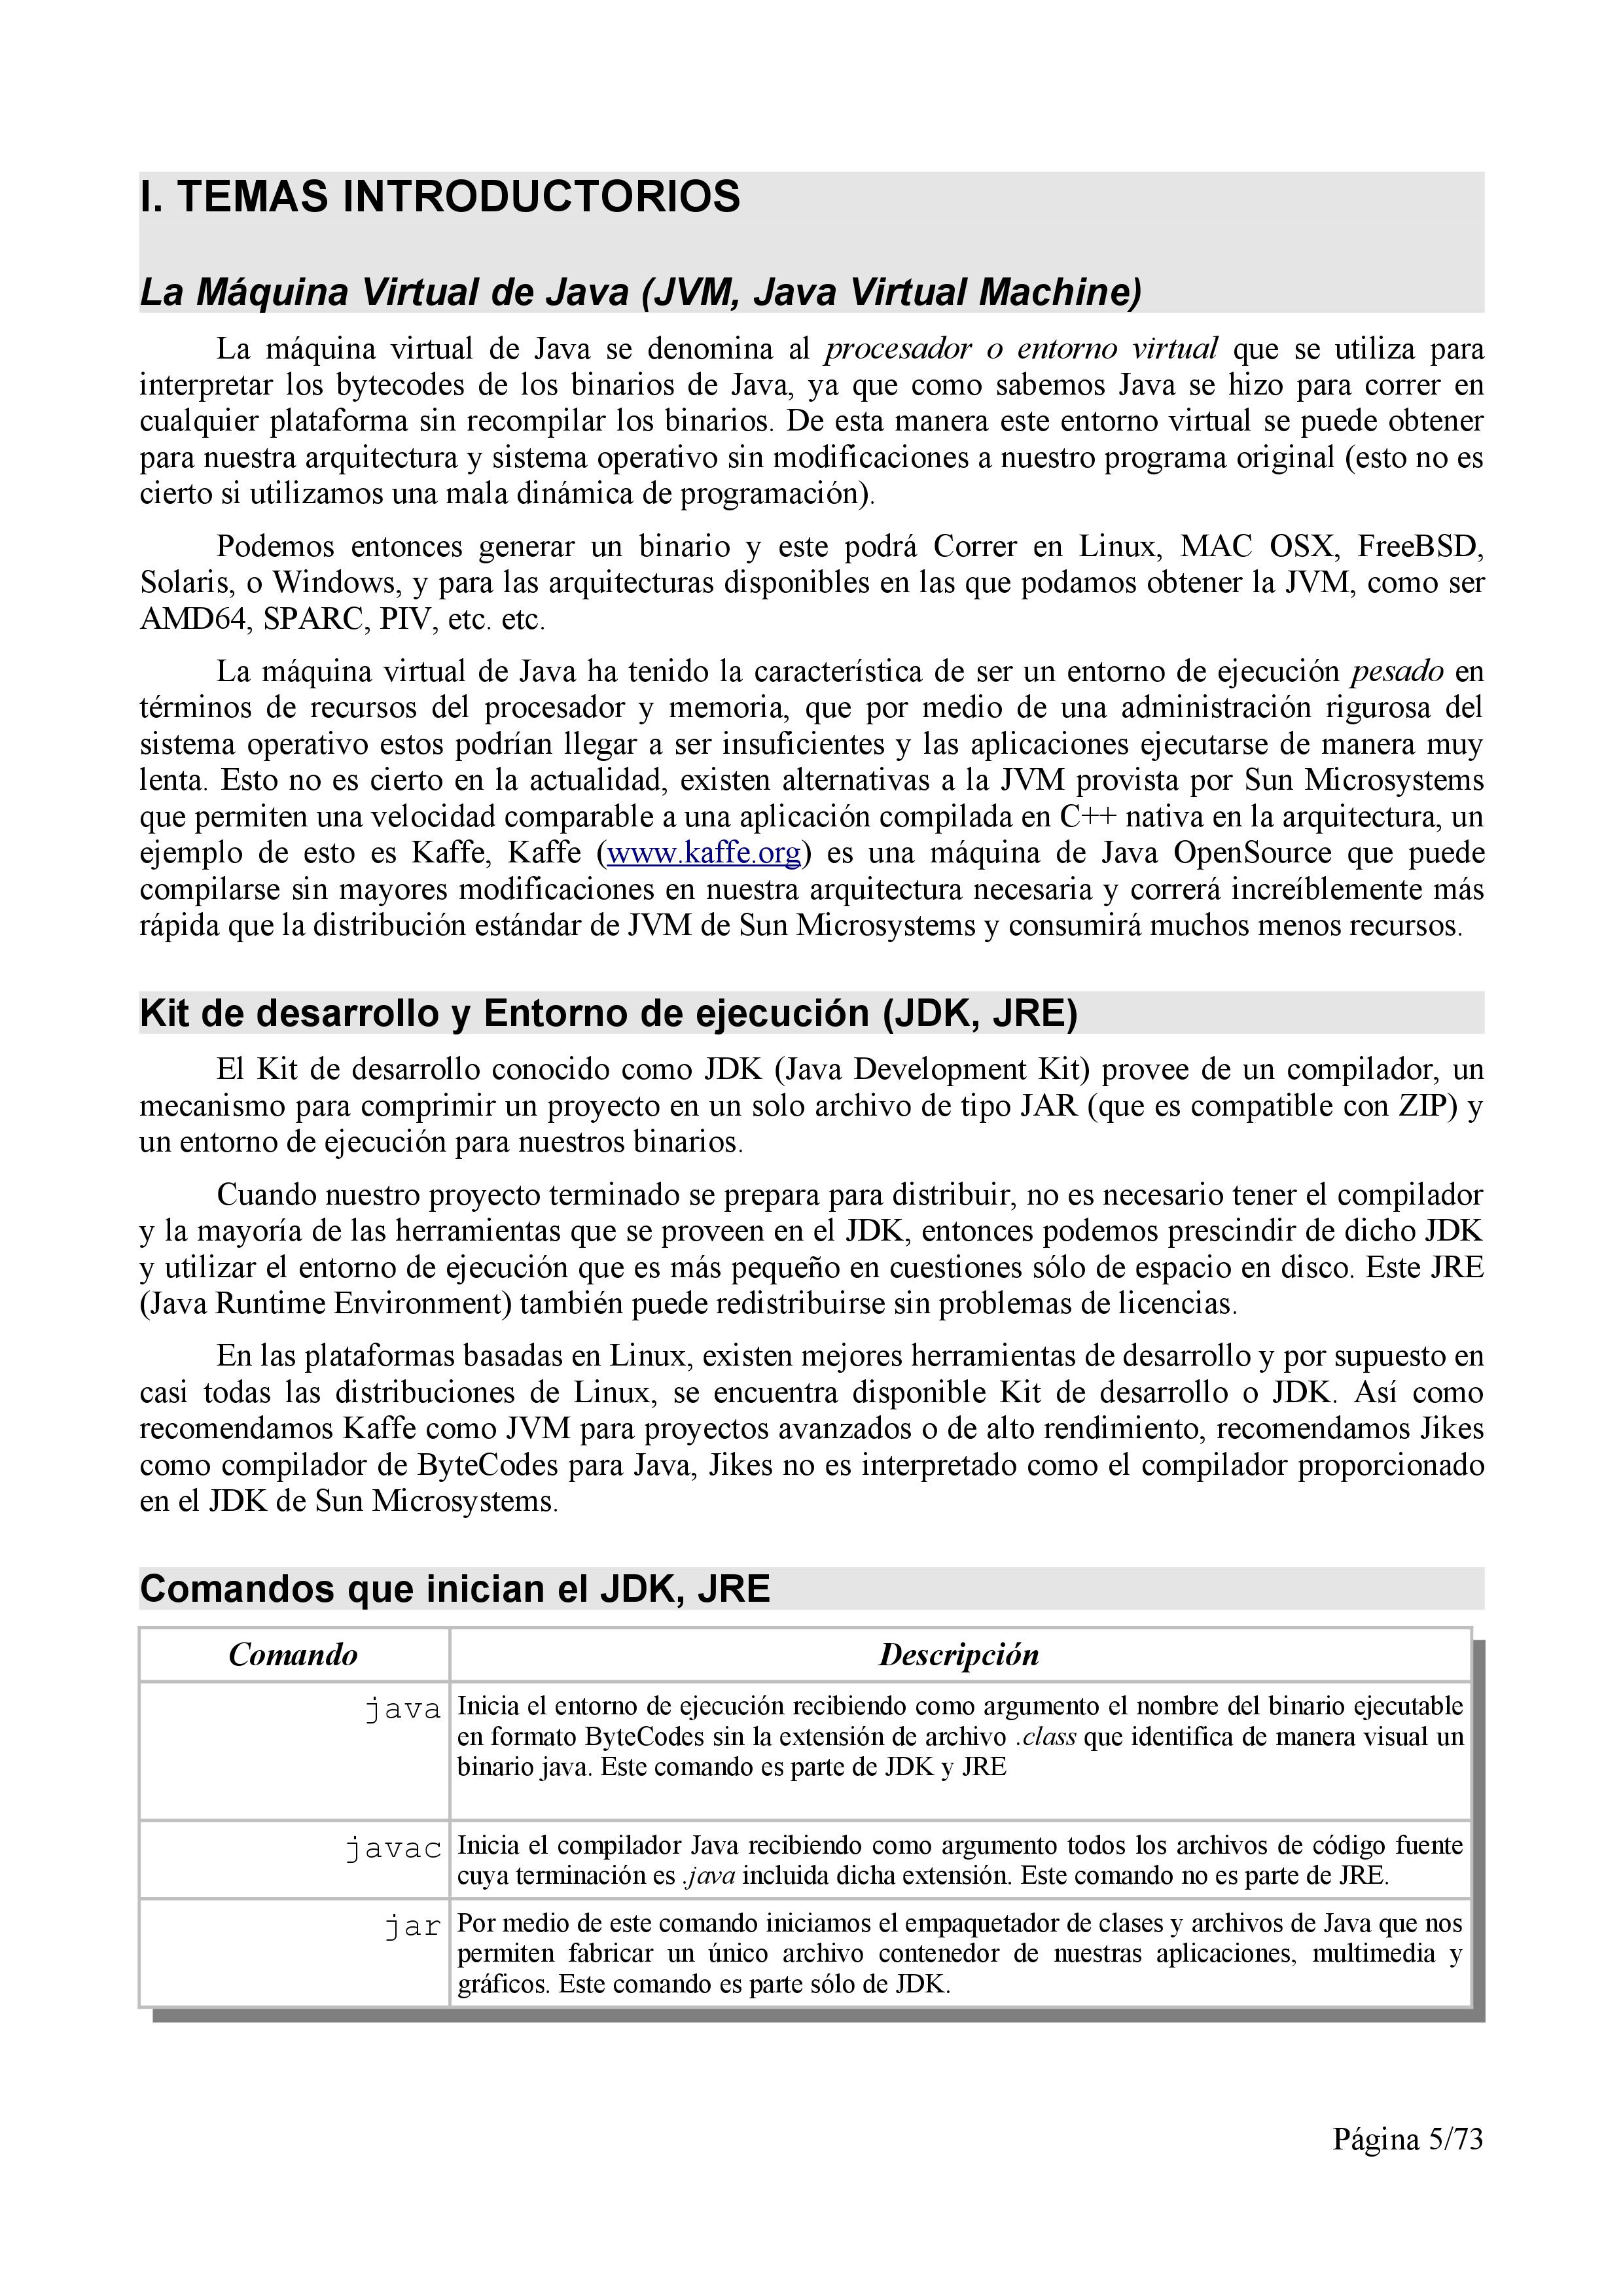 I. TEMAS INTRODUCTORIOS
La Máquina Virtual de Java (JVM, Java Virtual Machine)
La máquina virtual de Java se denomina al procesador o entorno virtual que se utiliza para
interpretar los bytecodes de los binarios de Java, ya que como sabemos Java se hizo para correr en
cualquier plataforma sin recompilar los binarios. De esta manera este entorno virtual se puede obtener
para nuestra arquitectura y sistema operativo sin modificaciones a nuestro programa original (esto no es
cierto si utilizamos una mala dinámica de programación).
Podemos entonces generar un binario y este podrá Correr en Linux, MAC OSX, FreeBSD,
Solaris, o Windows, y para las arquitecturas disponibles en las que podamos obtener la JVM, como ser
AMD64, SPARC, PIV, etc. etc.
La máquina virtual de Java ha tenido la característica de ser un entorno de ejecución pesado en
términos de recursos del procesador y memoria, que por medio de una administración rigurosa del
sistema operativo estos podrían llegar a ser insuficientes y las aplicaciones ejecutarse de manera muy
lenta. Esto no es cierto en la actualidad, existen alternativas a la JVM provista por Sun Microsystems
que permiten una velocidad comparable a una aplicación compilada en C++ nativa en la arquitectura, un
ejemplo de esto es Kaffe, Kaffe (www.kaffe.org) es una máquina de Java OpenSource que puede
compilarse sin mayores modificaciones en nuestra arquitectura necesaria y correrá increíblemente más
rápida que la distribución estándar de JVM de Sun Microsystems y consumirá muchos menos recursos.
Kit de desarrollo y Entorno de ejecución (JDK, JRE)
El Kit de desarrollo conocido como JDK (Java Development Kit) provee de un compilador, un
mecanismo para comprimir un proyecto en un solo archivo de tipo JAR (que es compatible con ZIP) y
un entorno de ejecución para nuestros binarios.
Cuando nuestro proyecto terminado se prepara para distribuir, no es necesario tener el compilador
y la mayoría de las herramientas que se proveen en el JDK, entonces podemos prescindir de dicho JDK
y utilizar el entorno de ejecución que es más pequeño en cuestiones sólo de espacio en disco. Este JRE
(Java Runtime Environment) también puede redistribuirse sin problemas de licencias.
En las plataformas basadas en Linux, existen mejores herramientas de desarrollo y por supuesto en
casi todas las distribuciones de Linux, se encuentra disponible Kit de desarrollo o JDK. Así como
recomendamos Kaffe como JVM para proyectos avanzados o de alto rendimiento, recomendamos Jikes
como compilador de ByteCodes para Java, Jikes no es interpretado como el compilador proporcionado
en el JDK de Sun Microsystems.
Comandos que inician el JDK, JRE
Comando Descripción
java Inicia el entorno de ejecución recibiendo como argumento el nombre del binario ejecutable
en formato ByteCodes sin la extensión de archivo .class que identifica de manera visual un
binario java. Este comando es parte de JDK y JRE
javac Inicia el compilador Java recibiendo como argumento todos los archivos de código fuente
cuya terminación es .java incluida dicha extensión. Este comando no es parte de JRE.
jar Por medio de este comando iniciamos el empaquetador de clases y archivos de Java que nos
permiten fabricar un único archivo contenedor de nuestras aplicaciones, multimedia y
gráficos. Este comando es parte sólo de JDK.
Página 5/73